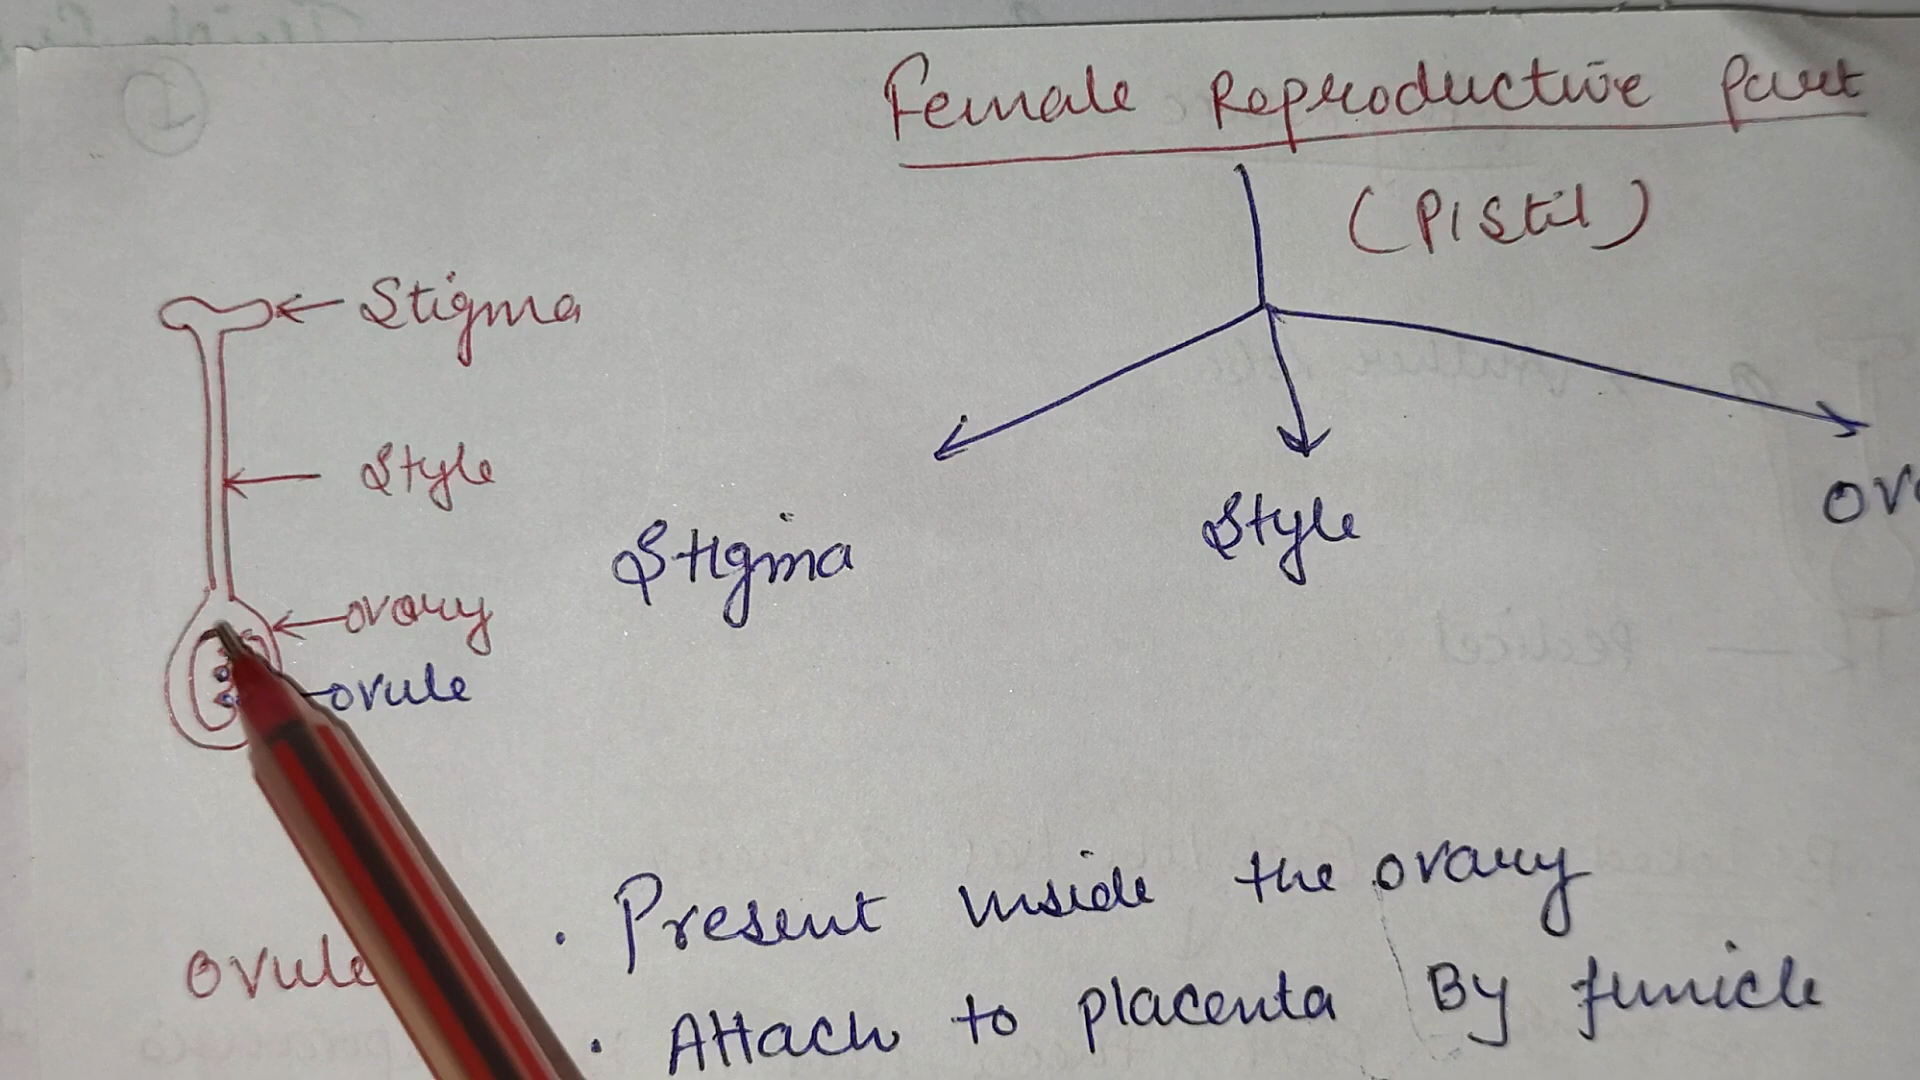 Female Reproductive Part
(PIStil)
Stigma
Style
ovary
ovule
Stigma
Style
ov
ovule
. Present inside the ovary
. Attach to placenta By funicle